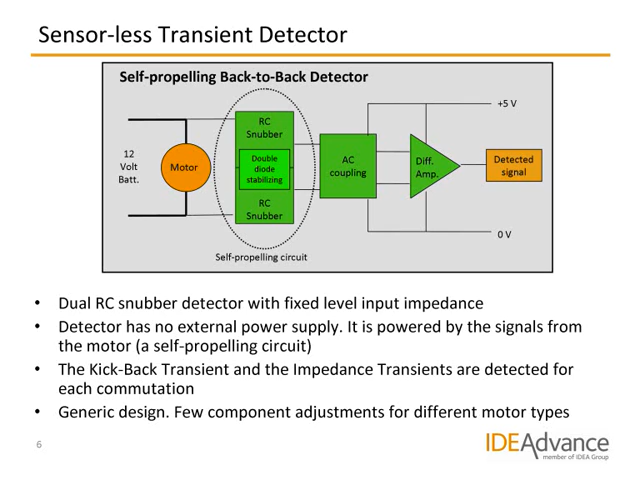 Sensor-less Transient Detector
Self-propelling Back-to-Back Detector
+5 V
RC
Snubber
12
Volt
Batt.
Motor
Double
diode
stabilizing
AC
coupling
Diff.
Amp.
Detected
signal
RC
Snubber
0 V
Self-propelling circuit
• Dual RC snubber detector with fixed level input impedance
• Detector has no external power supply. It is powered by the signals from
the motor (a self-propelling circuit)
• The Kick-Back Transient and the Impedance Transients are detected for
each commutation
• Generic design. Few component adjustments for different motor types
6
IDEAdvance
member of IDEA Group